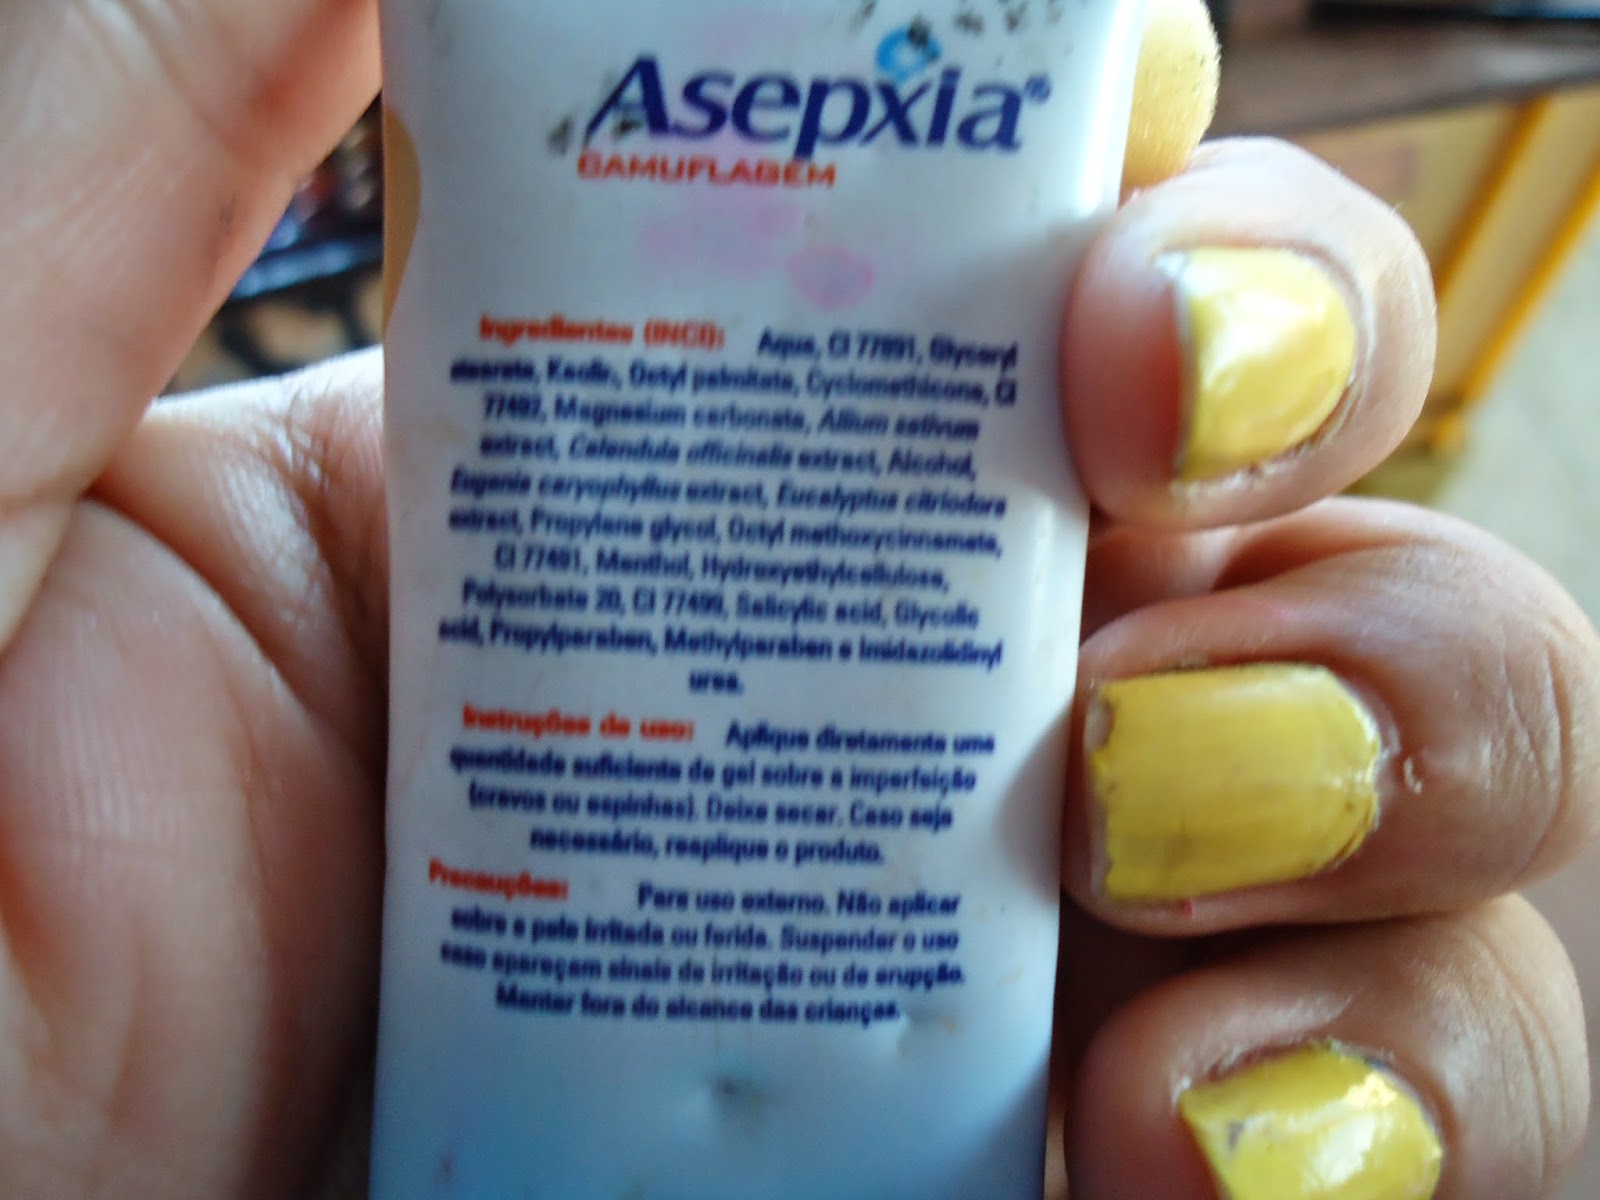 Asepxia®
CAMUFLAGEM
Ingredientes (INCI): Aqua, CI 77891, Glyceryl
stearate, Kaolin, Octyl palmitate, Cyclomethicone, CI
77492, Magnesium carbonate, Allium sativum
extract, Calendula officinalis extract, Alcohol,
Eugenia caryophyllus extract, Eucalyptus citriodora
extract, Propylene glycol, Octyl methoxycinnamate,
CI 77491, Menthol, Hydroxyethylcellulose,
Polysorbate 20, CI 77499, Salicylic acid, Glycolic
acid, Propylparaben, Methylparaben e Imidazolidinyl
urea.
Instruções de uso: Aplique diretamente uma
quantidade suficiente de gel sobre a imperfeição
(cravos ou espinhas). Deixe secar. Caso seja
necessário, reaplique o produto.
Precauções: Para uso externo. Não aplicar
sobre a pele irritada ou ferida. Suspender o uso
caso apareçam sinais de irritação ou de erupção.
Manter fora do alcance das crianças.